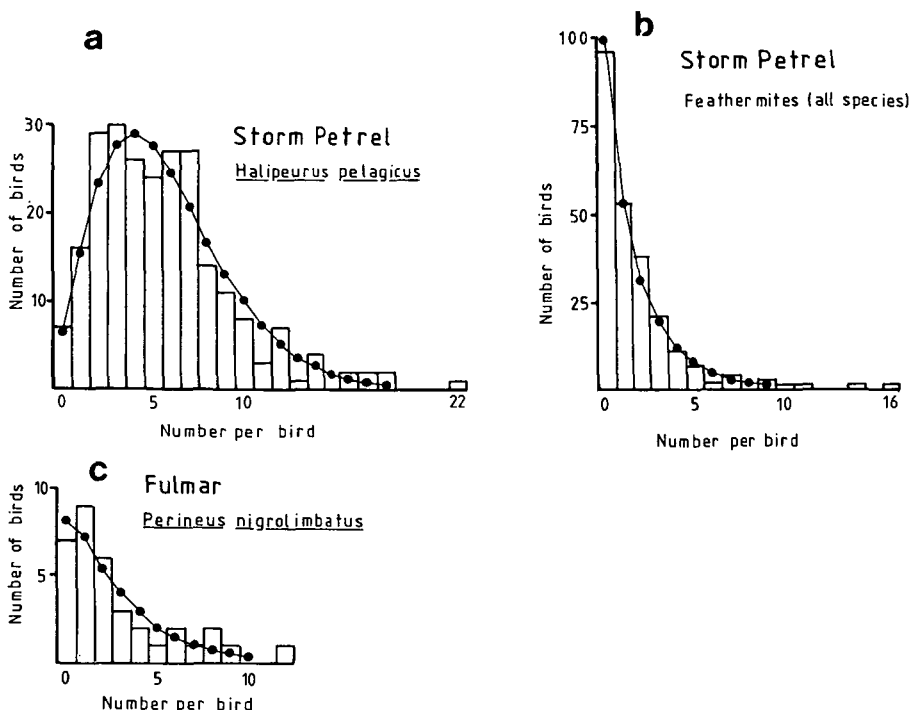 a
Storm Petrel
Halipeurus pelagicus
Number of birds
30
20
10
0
5
10
22
Number per bird
b
Storm Petrel
Feathermites (all species)
Number of birds
100
75
50
25
0
5
10
16
Number per bird
c
Fulmar
Perineus nigrolimbatus
Number of birds
10
5
0
5
10
Number per bird